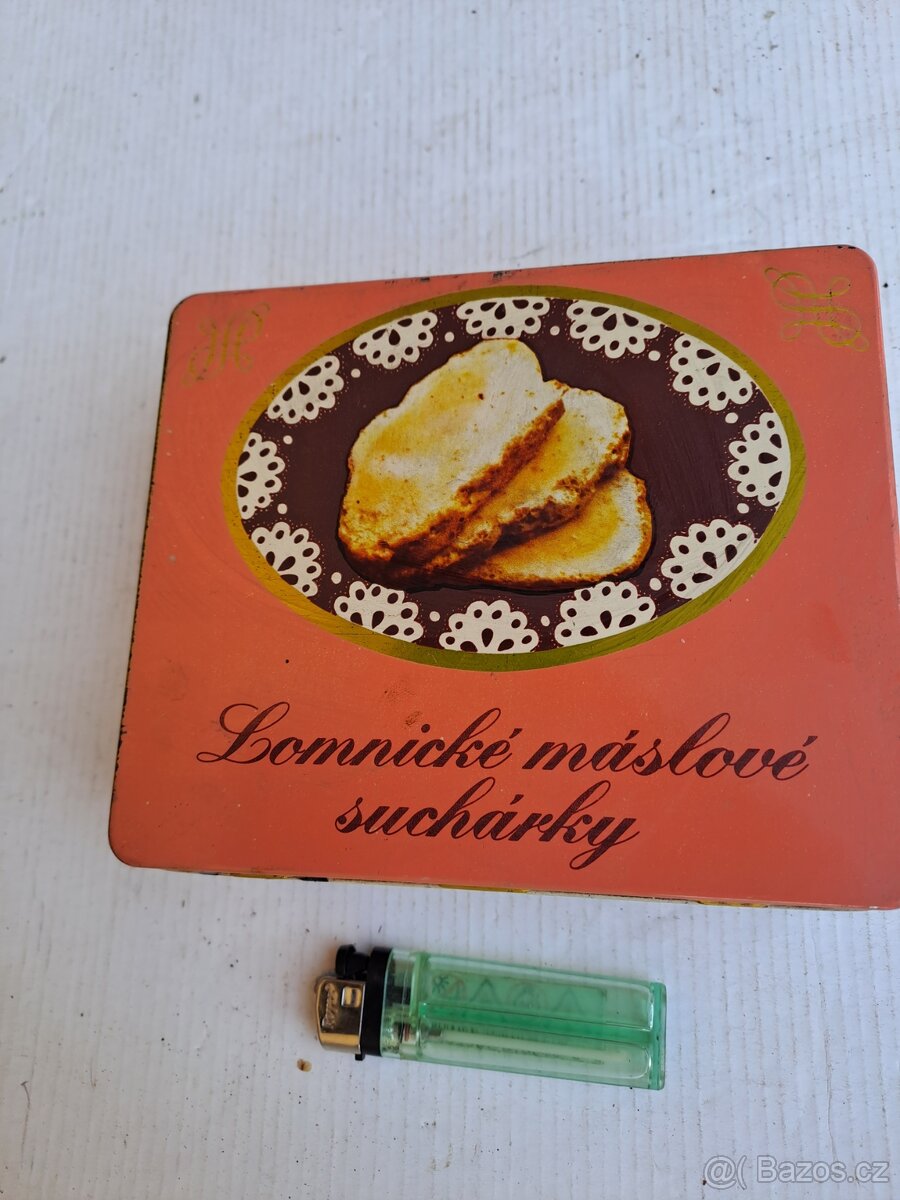 Lomnické máslové
suchárky
@( Bazos.cz